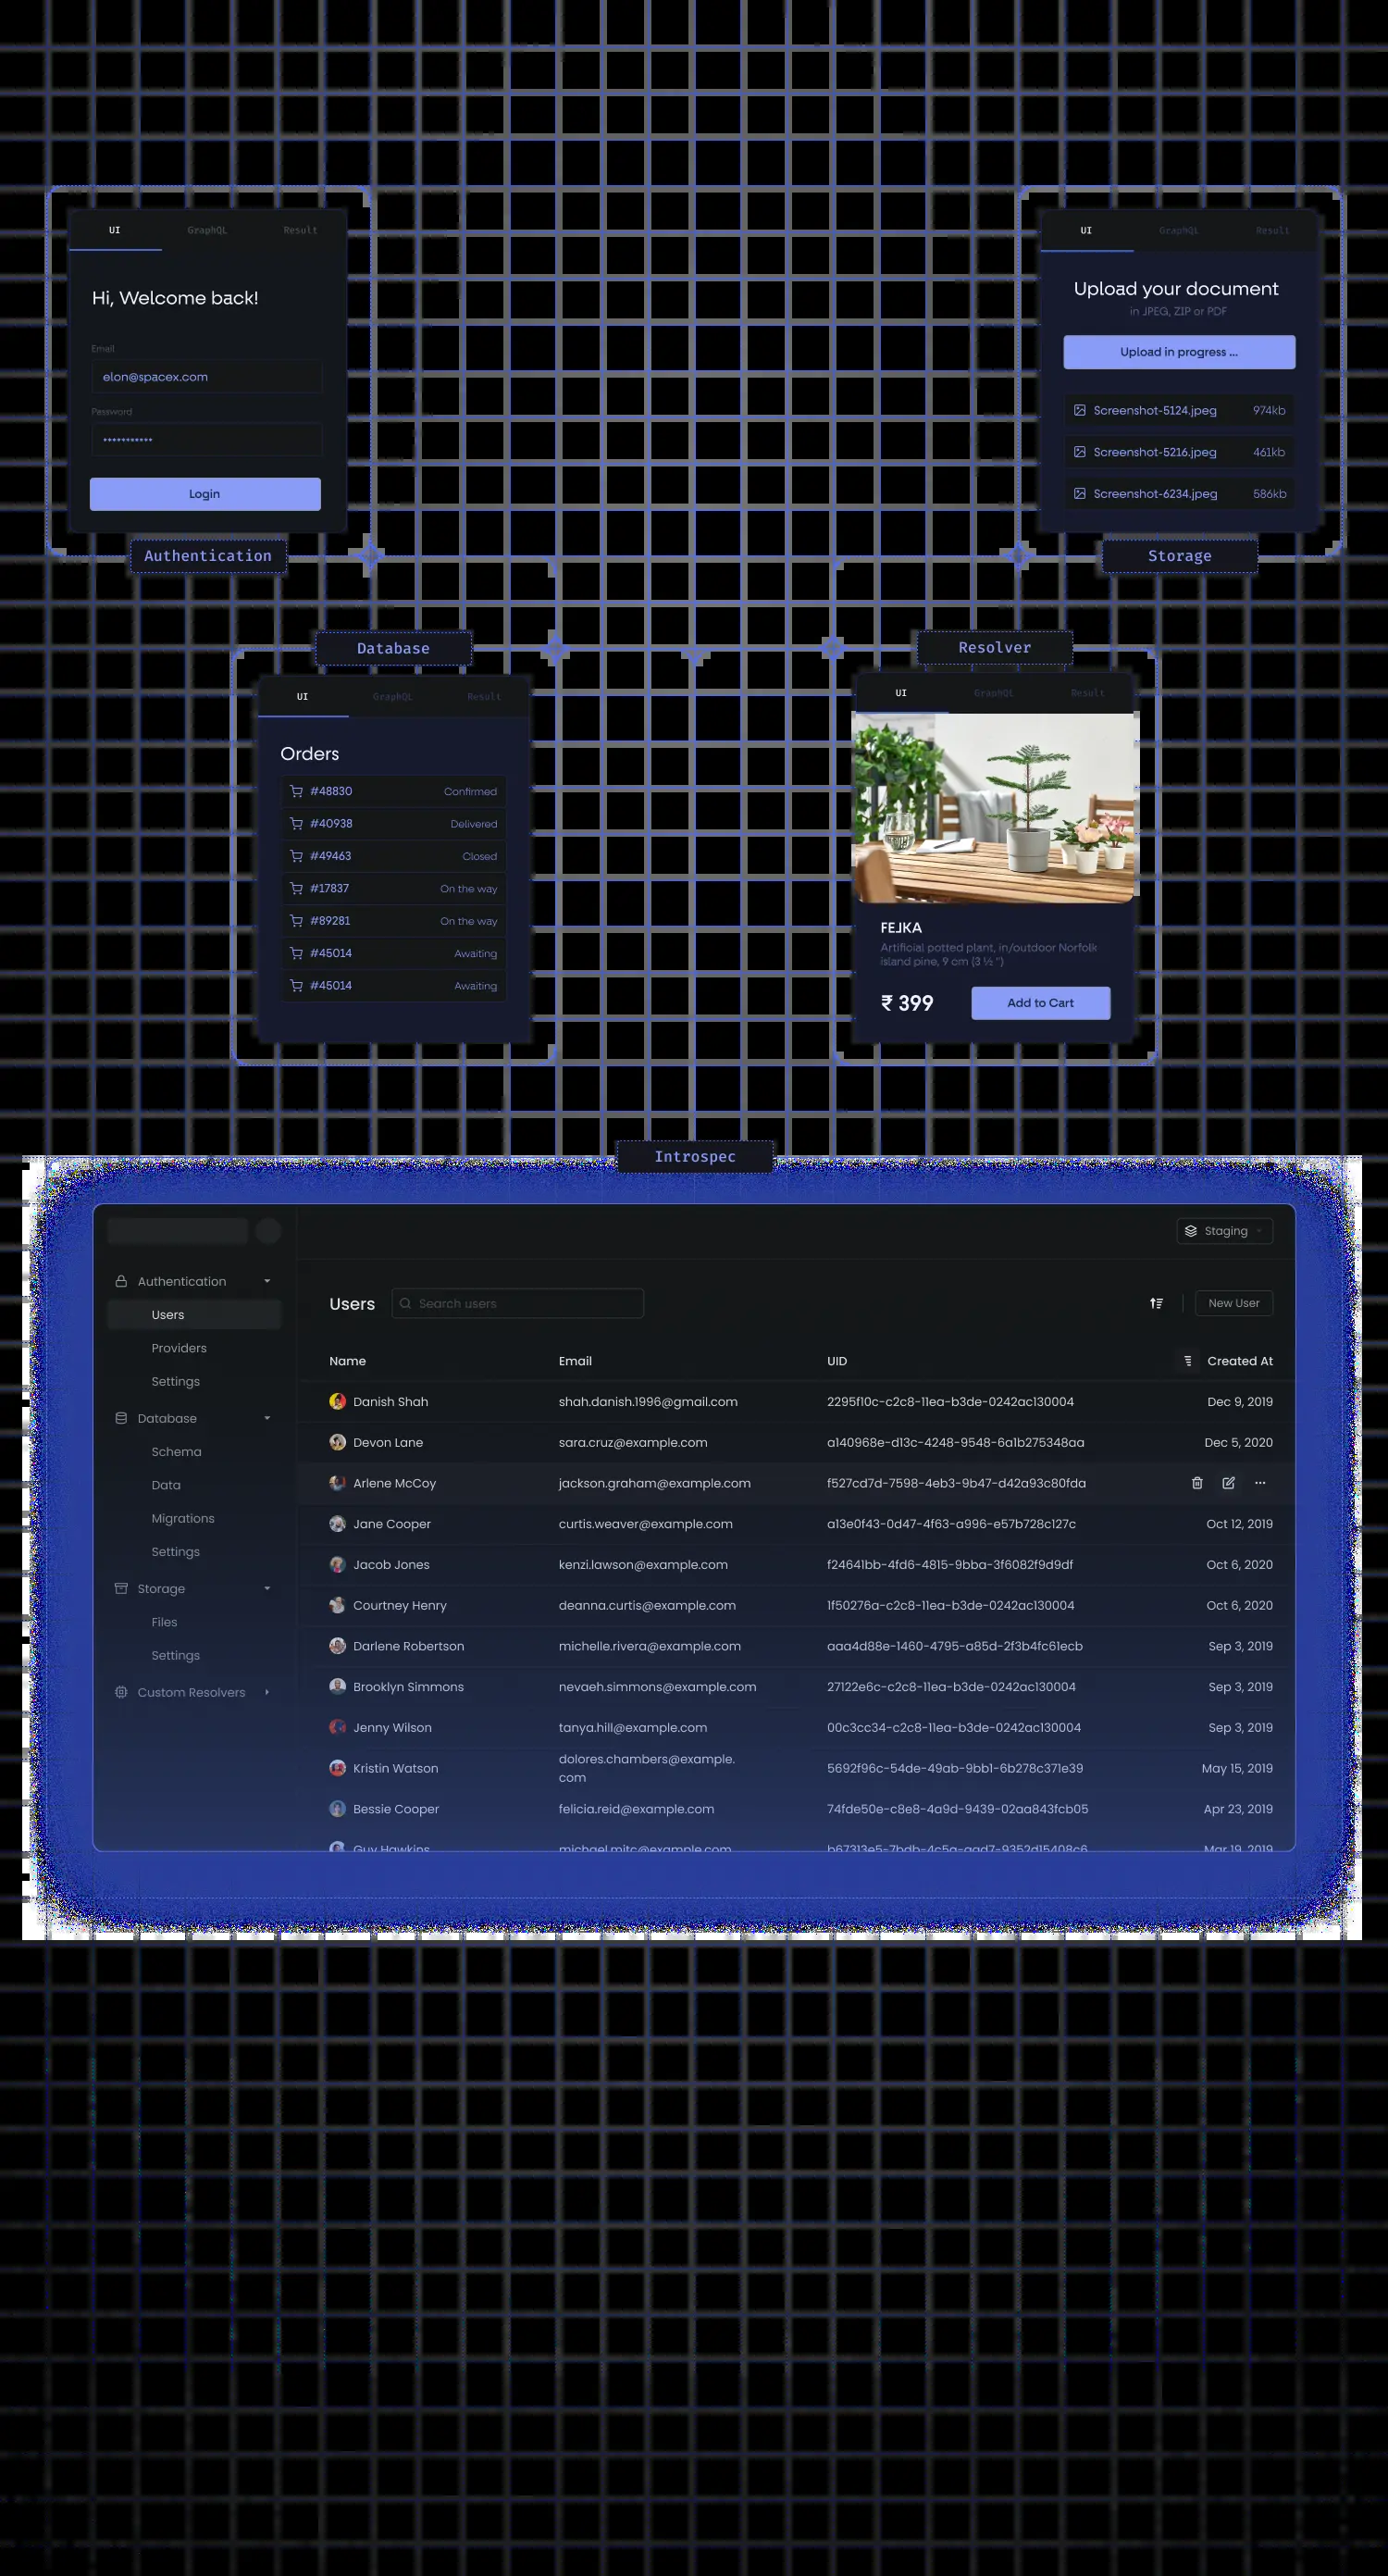 UI GraphQL Result
Hi, Welcome back!
Email
elon@spacex.com
Password
***********
Login
Authentication
UI GraphQL Result
Upload your document
in JPEG, ZIP or PDF
Upload in progress ...
Screenshot-5124.jpeg 974kb
Screenshot-5216.jpeg 461kb
Screenshot-6234.jpeg 586kb
Storage
Database
UI GraphQL Result
Orders
#48830 Confirmed
#40938 Delivered
#49463 Closed
#17837 On the way
#89281 On the way
#45014 Awaiting
#45014 Awaiting
Resolver
UI GraphQL Result
FEJKA
Artificial potted plant, in/outdoor Norfolk
island pine, 9 cm (3 ½ ")
₹ 399 Add to Cart
Introspec
Staging
Authentication
Users
Providers
Settings
Database
Schema
Data
Migrations
Settings
Storage
Files
Settings
Custom Resolvers
Users Search users New User
Name Email UID Created At
Danish Shah shah.danish.1996@gmail.com 2295f10c-c2c8-11ea-b3de-0242ac130004 Dec 9, 2019
Devon Lane sara.cruz@example.com a140968e-d13c-4248-9548-6a1b275348aa Dec 5, 2020
Arlene McCoy jackson.graham@example.com f527cd7d-7598-4eb3-9b47-d42a93c80fda
Jane Cooper curtis.weaver@example.com a13e0f43-0d47-4f63-a996-e57b728c127c Oct 12, 2019
Jacob Jones kenzi.lawson@example.com f24641bb-4fd6-4815-9bba-3f6082f9d9df Oct 6, 2020
Courtney Henry deanna.curtis@example.com 1f50276a-c2c8-11ea-b3de-0242ac130004 Oct 6, 2020
Darlene Robertson michelle.rivera@example.com aaa4d88e-1460-4795-a85d-2f3b4fc61ecb Sep 3, 2019
Brooklyn Simmons nevaeh.simmons@example.com 27122e6c-c2c8-11ea-b3de-0242ac130004 Sep 3, 2019
Jenny Wilson tanya.hill@example.com 00c3cc34-c2c8-11ea-b3de-0242ac130004 Sep 3, 2019
Kristin Watson dolores.chambers@example. 5692f96c-54de-49ab-9bb1-6b278c371e39 May 15, 2019
com
Bessie Cooper felicia.reid@example.com 74fde50e-c8e8-4a9d-9439-02aa843fcb05 Apr 23, 2019
Guy Hawkins michael.mitc@example.com b67313e5-7bdb-4c5a-aad7-9352d15408c6 Mar 19, 2019